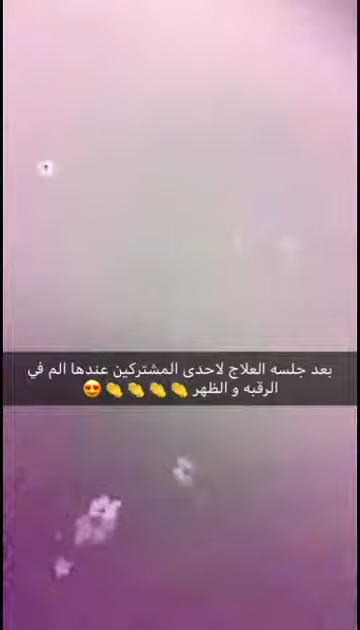 بعد جلسه العلاج لاحدى المشتركين عندها الم في
الرقبه و الظهر 👏👏👏👏😍